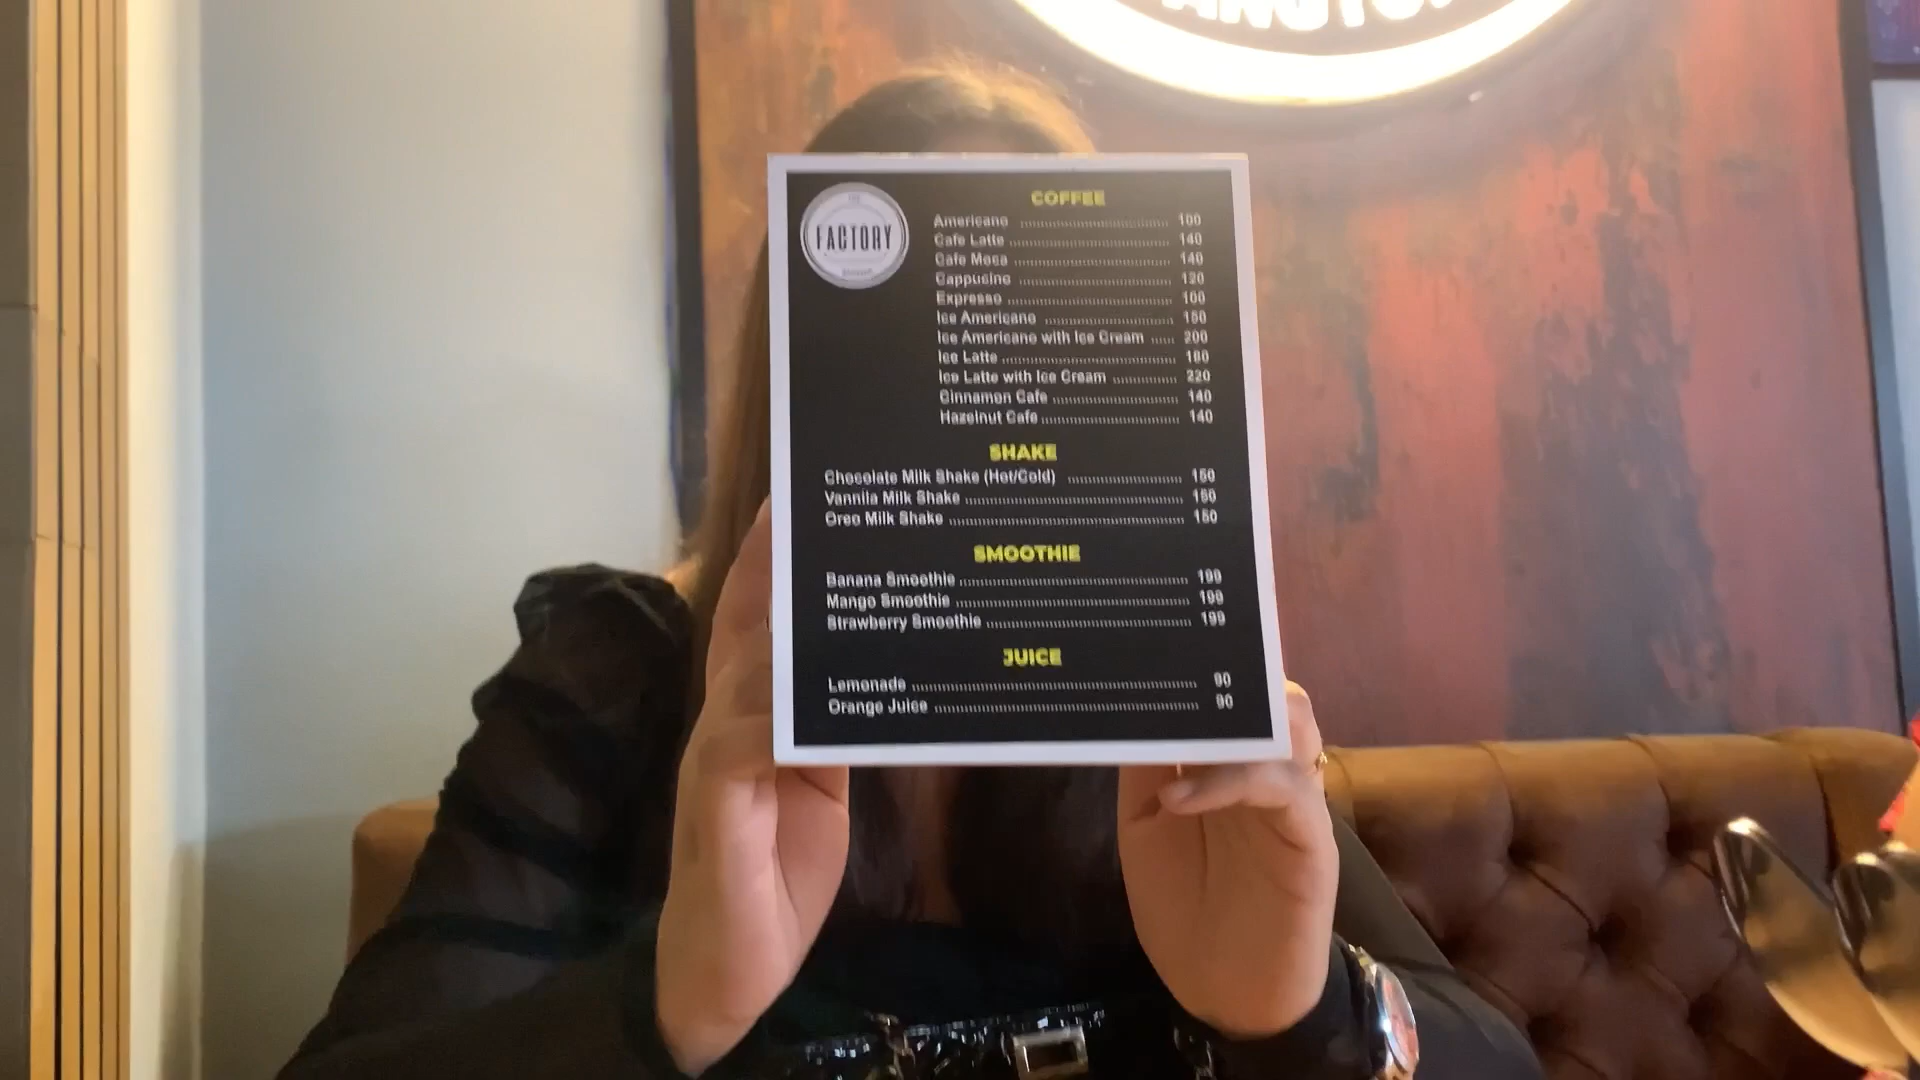 FACTORY
COFFEE
Americano 100
Cafe Latte 140
Cafe Moca 140
Cappucino 120
Expresso 100
Ice Americano 150
Ice Americano with Ice Cream 200
Ice Latte 180
Ice Latte with Ice Cream 220
Cinnamon Cafe 140
Hazelnut Cafe 140
SHAKE
Chocolate Milk Shake (Hot/Cold) 150
Vannila Milk Shake 150
Oreo Milk Shake 150
SMOOTHIE
Banana Smoothie 199
Mango Smoothie 199
Strawberry Smoothie 199
JUICE
Lemonade 90
Orange Juice 90